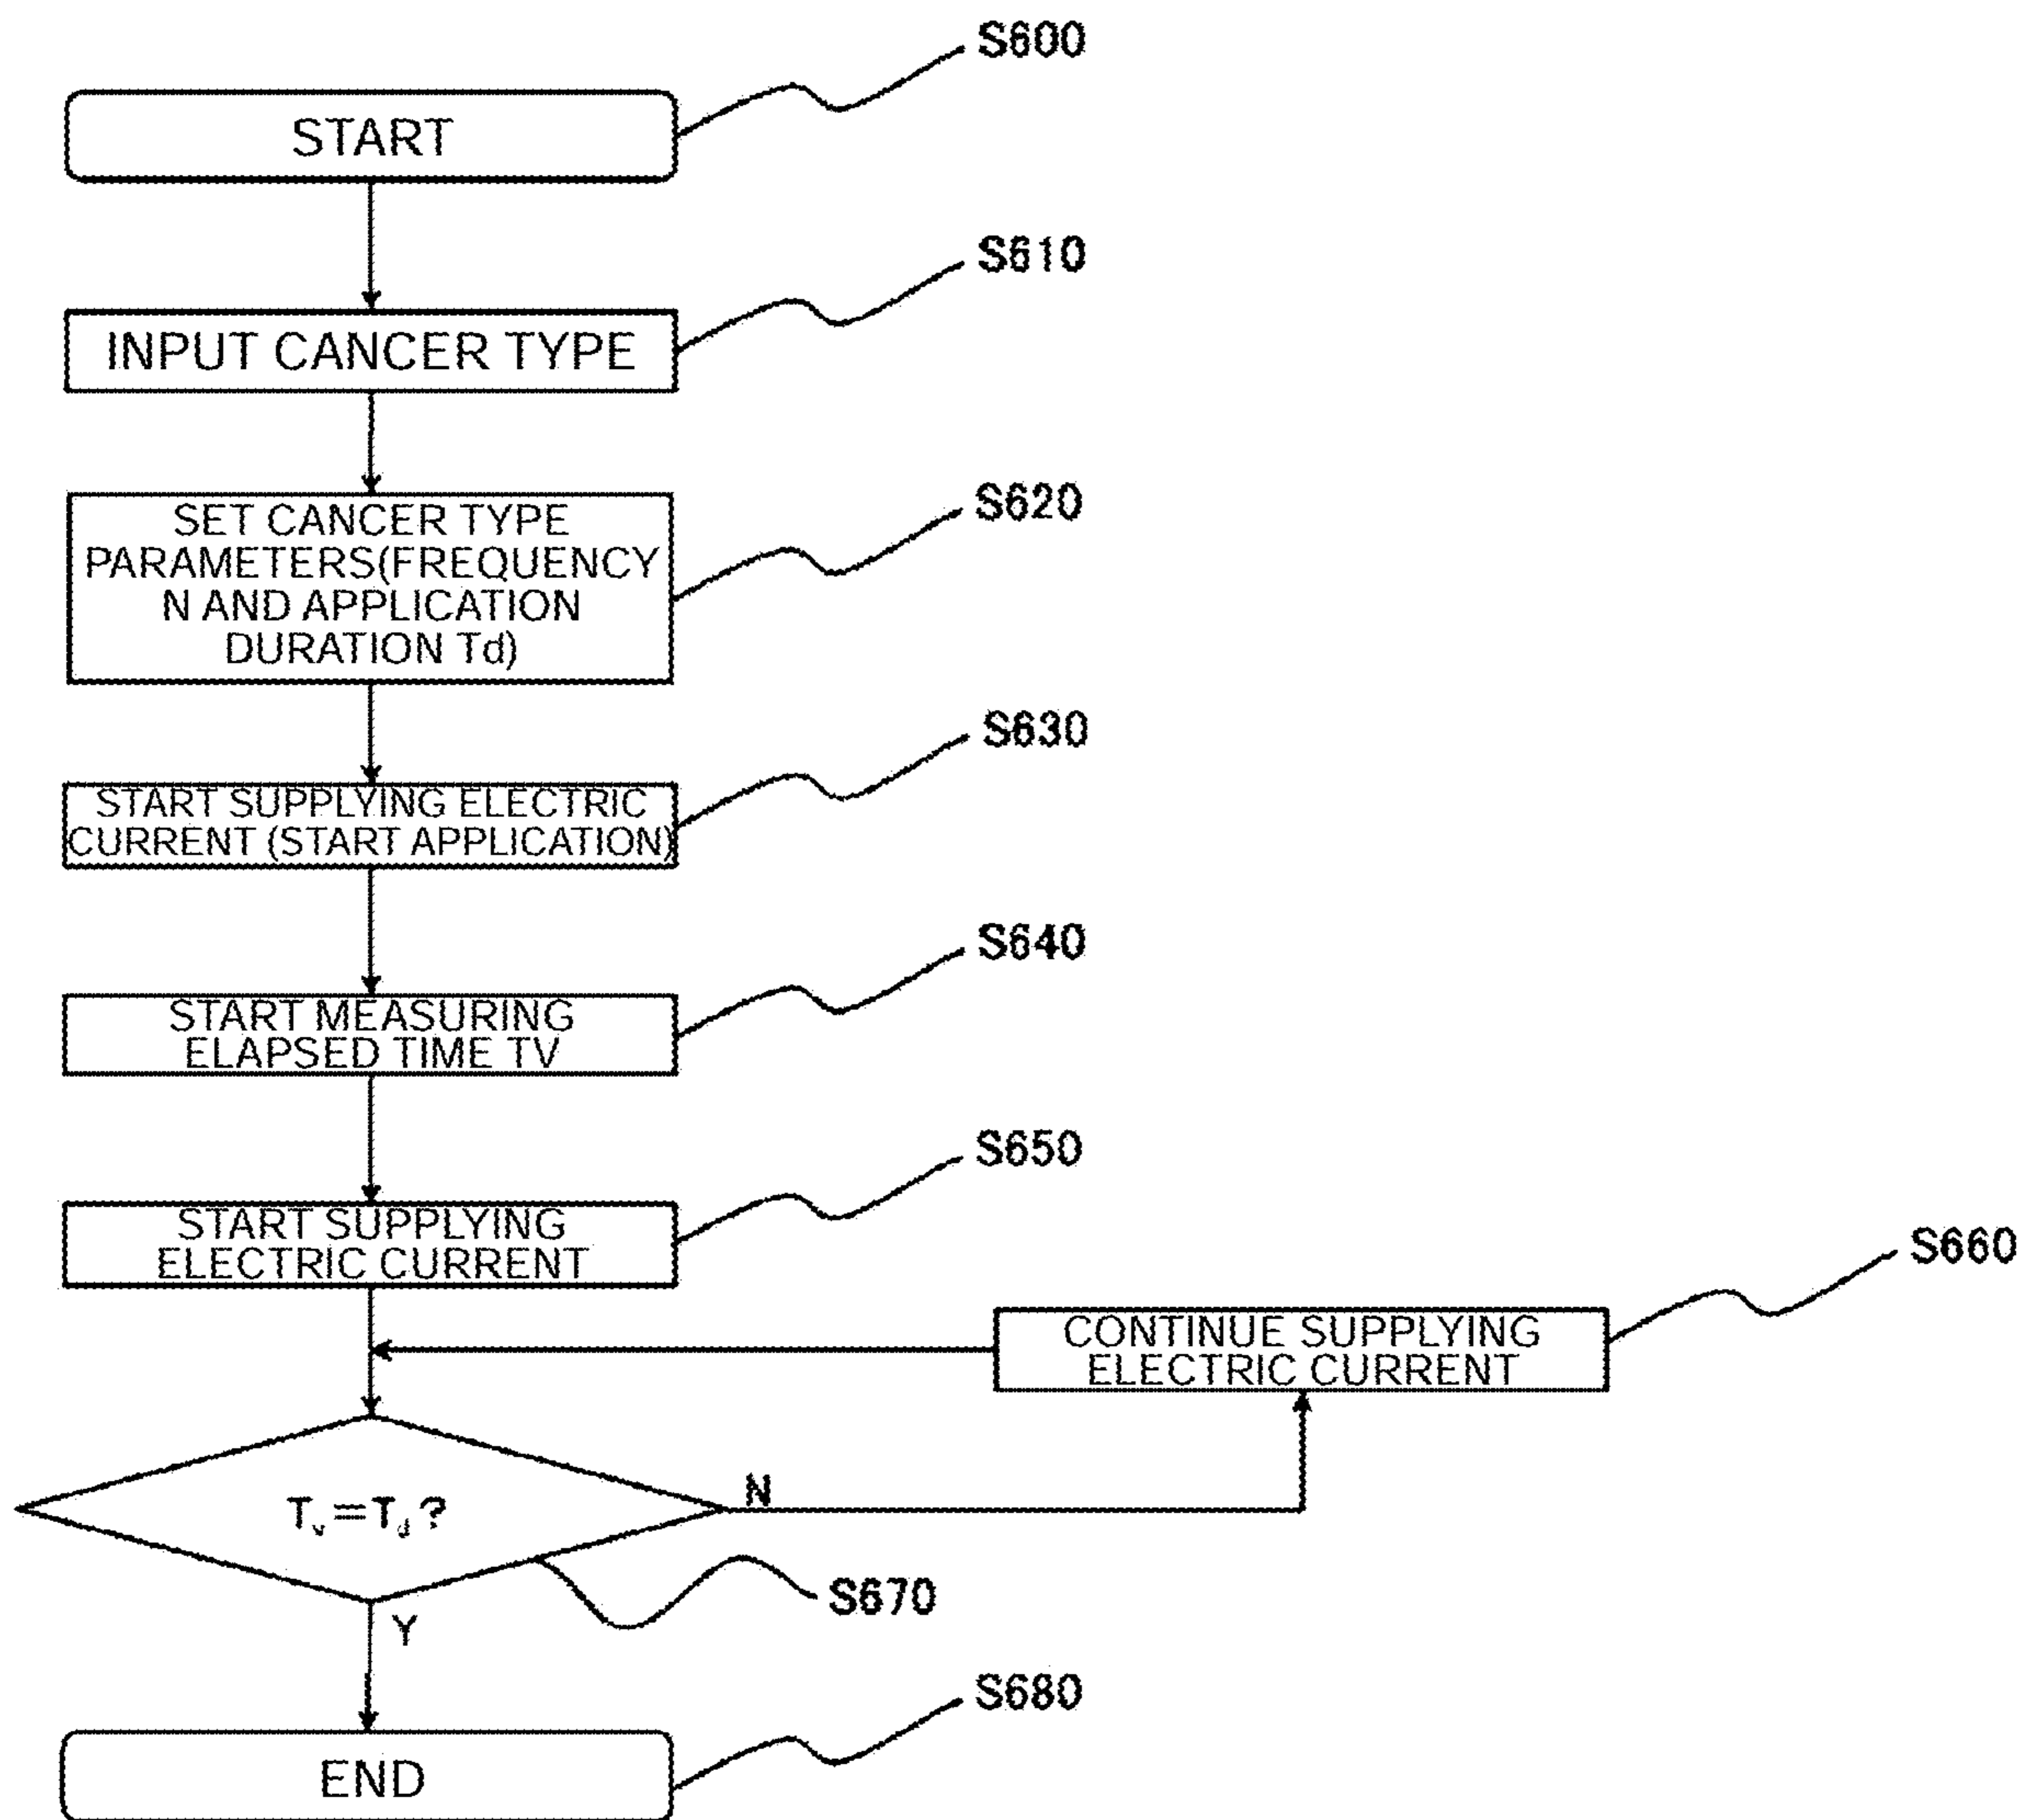 S600
START
S610
INPUT CANCER TYPE
S620
SET CANCER TYPE
PARAMETERS(FREQUENCY
N AND APPLICATION
DURATION Td)
S630
START SUPPLYING ELECTRIC
CURRENT (START APPLICATION)
S640
START MEASURING
ELAPSED TIME TV
S650
START SUPPLYING
ELECTRIC CURRENT
S660
CONTINUE SUPPLYING
ELECTRIC CURRENT
N
Tv=Td?
S670
Y
S680
END